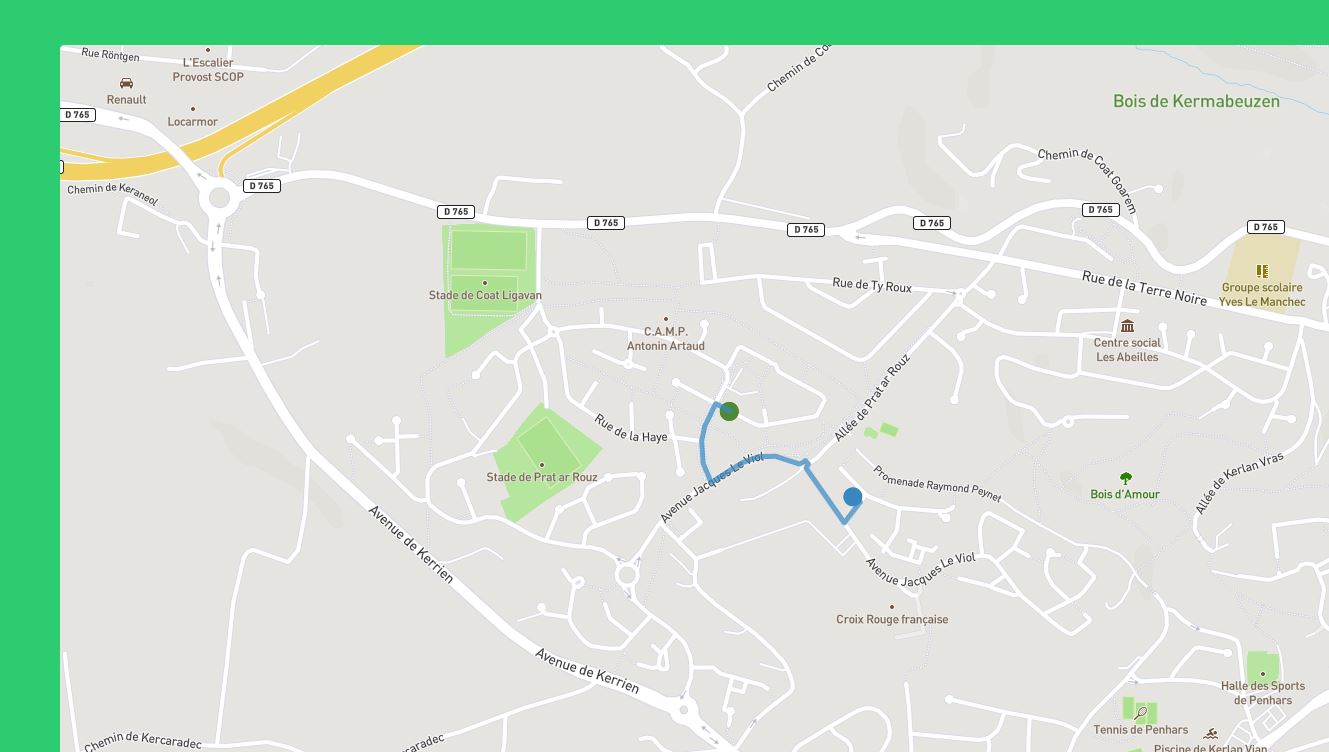 Rue Röntgen
L'Escalier
Provost SCOP
Renault
Locarmor
D 765
Chemin de Keraneol
D 765
D 765
D 765
D 765
D 765
D 765
D 765
Bois de Kermabeuzen
Chemin de Coat Goarem
Rue de Ty Roux
Rue de la Terre Noire
Groupe scolaire
Yves Le Manchec
Centre social
Les Abeilles
Stade de Coat Ligavan
C.A.M.P.
Antonin Artaud
Allée de Prat ar Rouz
Rue de la Haye
Stade de Prat ar Rouz
Avenue Jacques Le Viol
Promenade Raymond Peynet
Bois d'Amour
Allée de Kerlan Vras
Avenue de Kerrien
Avenue Jacques Le Viol
Croix Rouge française
Avenue de Kerrien
Halle des Sports
de Penhars
Tennis de Penhars
Piscine de Kerlan Vian
Chemin de Kercaradec
Chemin de